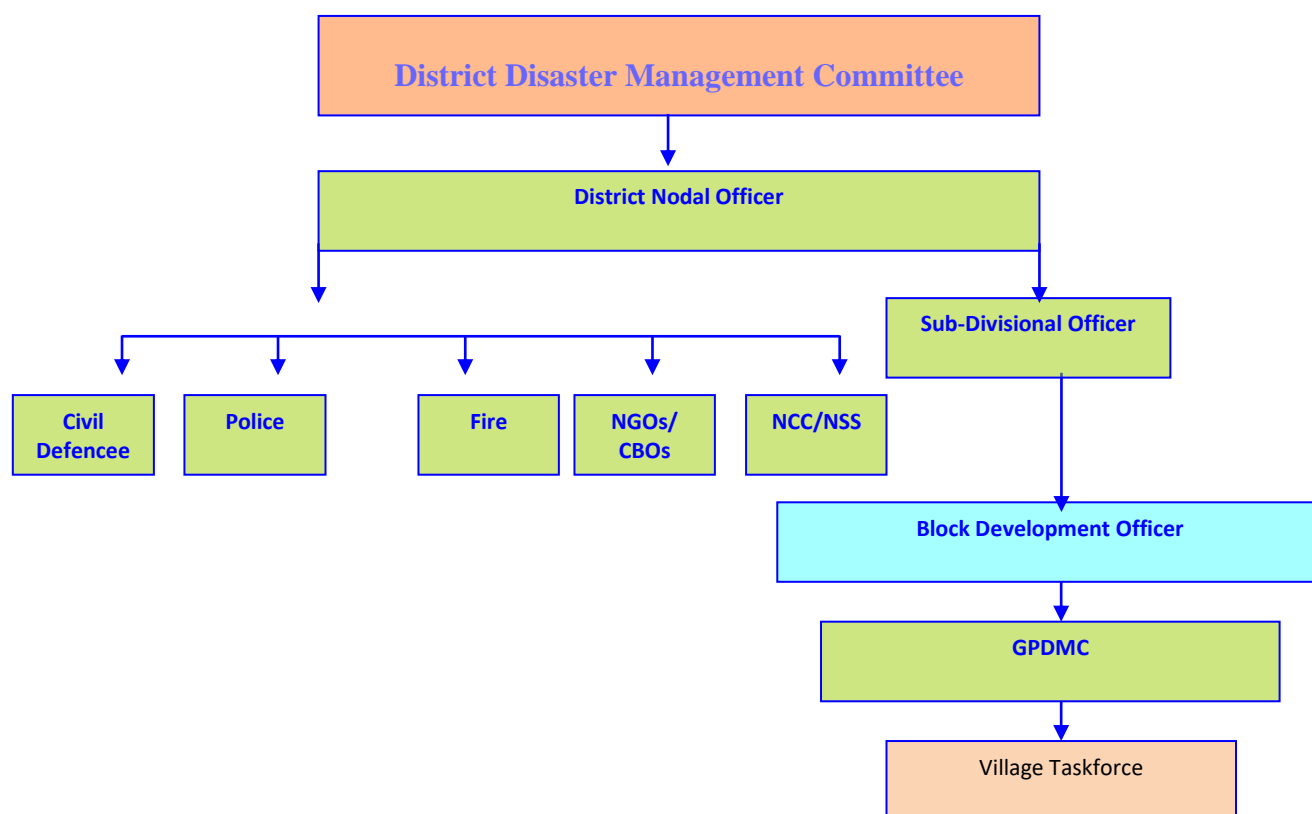 District Disaster Management Committee
District Nodal Officer
Sub-Divisional Officer
Civil
Defencee
Police
Fire
NGOs/
CBOs
NCC/NSS
Block Development Officer
GPDMC
Village Taskforce